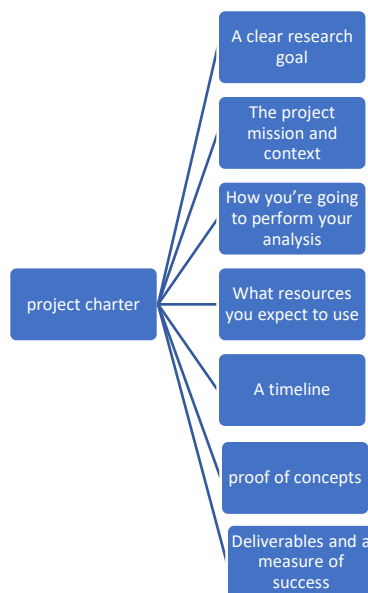 A clear research
goal
The project
mission and
context
How you’re going
to perform your
analysis
project charter
What resources
you expect to use
A timeline
proof of concepts
Deliverables and a
measure of
success